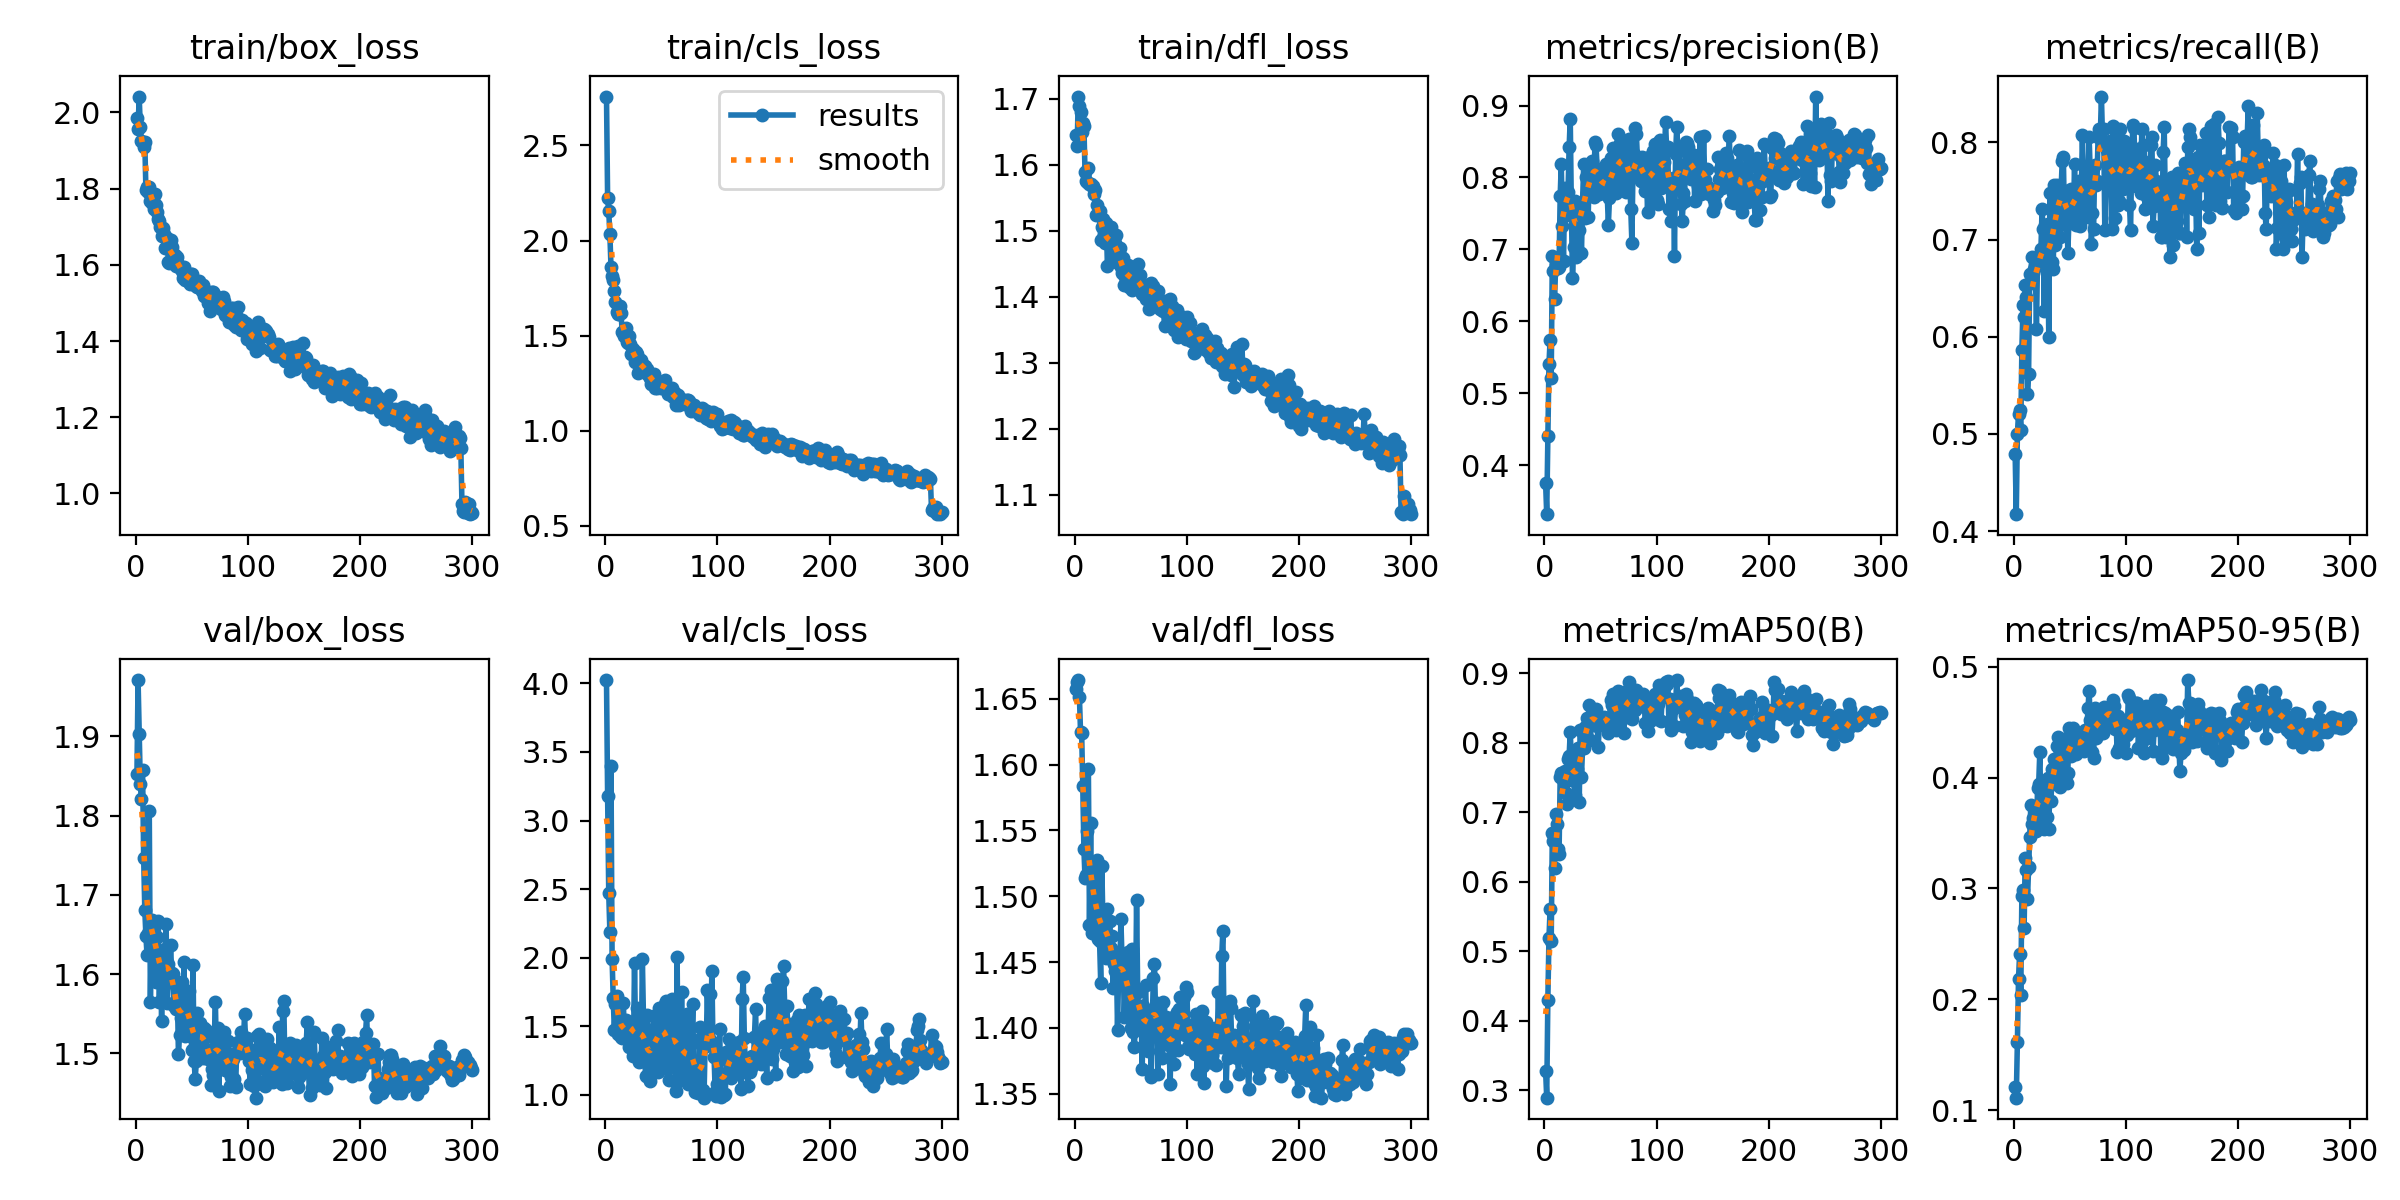 train/box_loss
2.0
1.8
1.6
1.4
1.2
1.0
0 100 200 300
train/cls_loss
results
smooth
2.5
2.0
1.5
1.0
0.5
0 100 200 300
train/dfl_loss
1.7
1.6
1.5
1.4
1.3
1.2
1.1
0 100 200 300
metrics/precision(B)
0.9
0.8
0.7
0.6
0.5
0.4
0 100 200 300
metrics/recall(B)
0.8
0.7
0.6
0.5
0.4
0 100 200 300
val/box_loss
1.9
1.8
1.7
1.6
1.5
0 100 200 300
val/cls_loss
4.0
3.5
3.0
2.5
2.0
1.5
1.0
0 100 200 300
val/dfl_loss
1.65
1.60
1.55
1.50
1.45
1.40
1.35
0 100 200 300
metrics/mAP50(B)
0.9
0.8
0.7
0.6
0.5
0.4
0.3
0 100 200 300
metrics/mAP50-95(B)
0.5
0.4
0.3
0.2
0.1
0 100 200 300